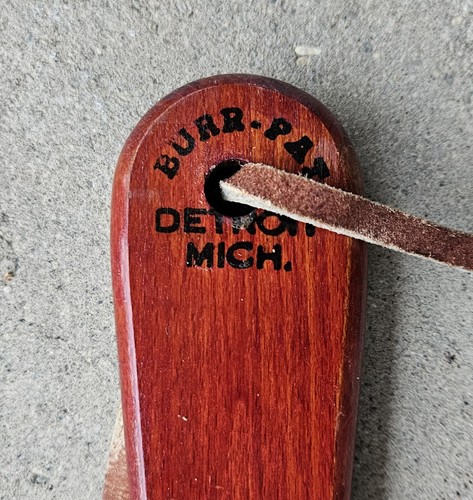 BURR-PAT
DETROIT
MICH.